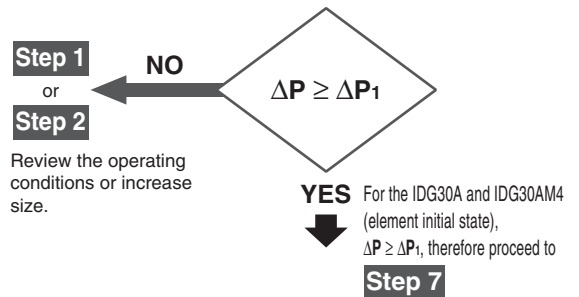 Step 1
or
Step 2
NO
ΔP ≥ ΔP1
Review the operating
conditions or increase
size.
YES
For the IDG30A and IDG30AM4
(element initial state),
ΔP ≥ ΔP1, therefore proceed to
Step 7